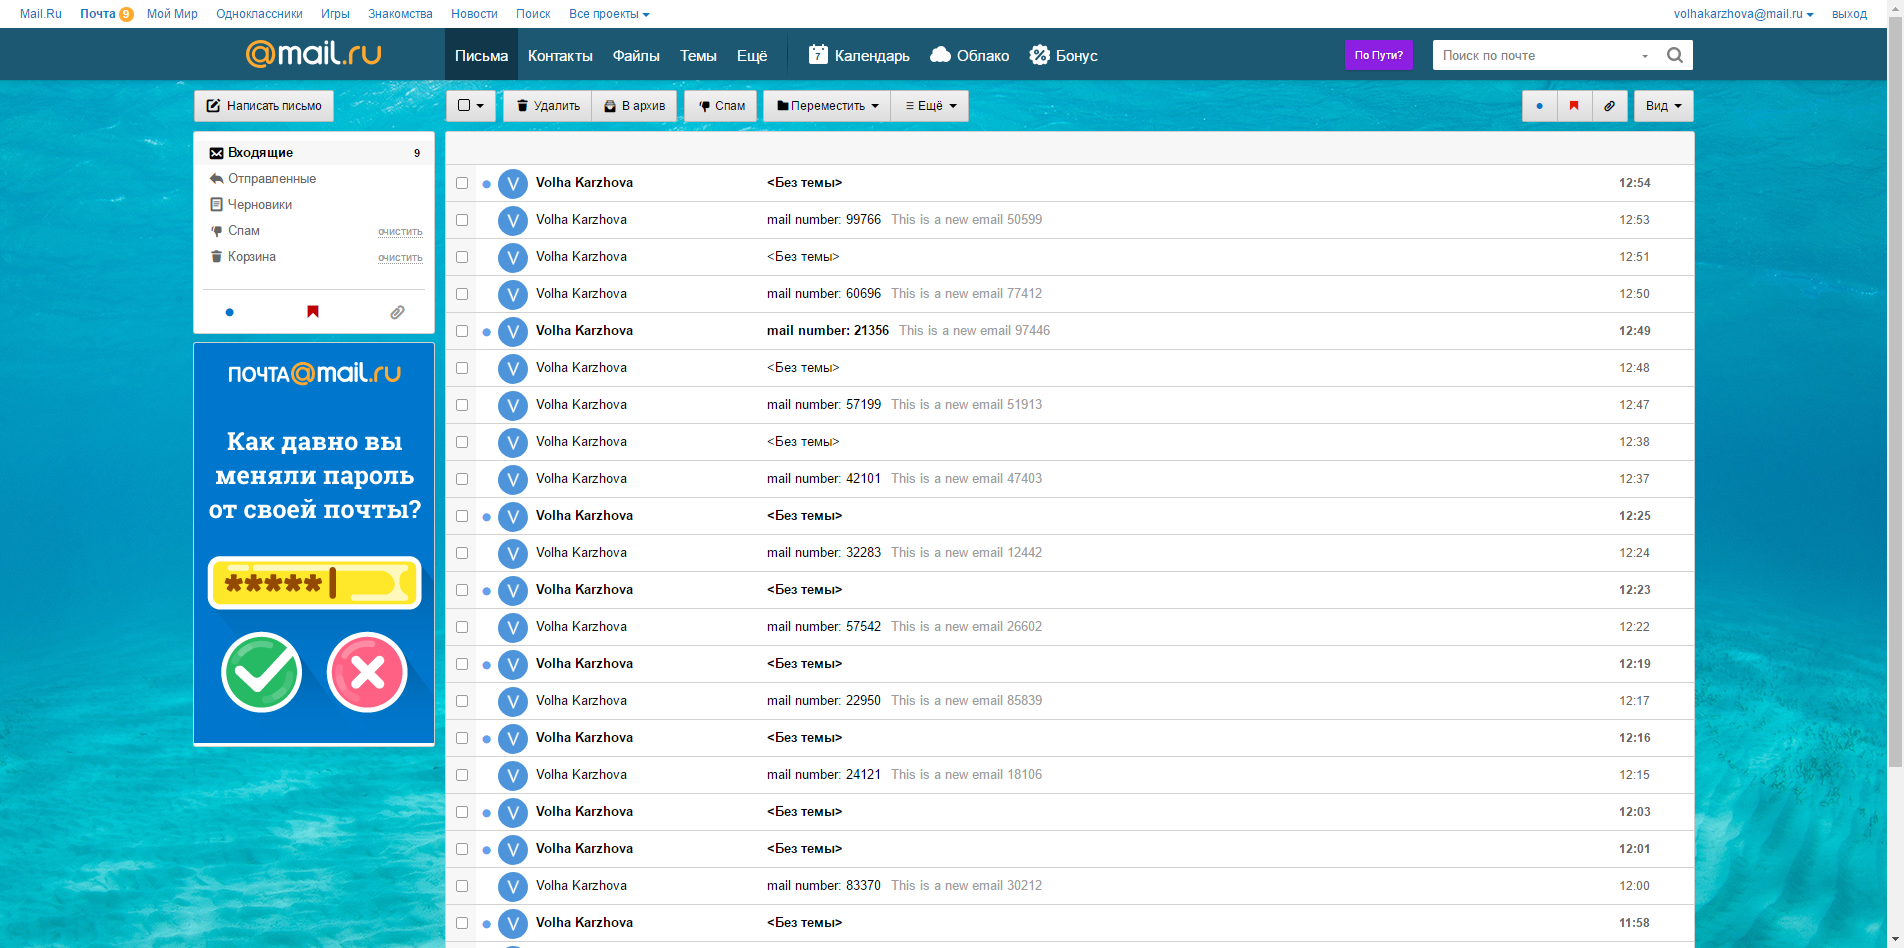 Mail.Ru Почта 9 Мой Мир Одноклассники Игры Знакомства Новости Поиск Все проекты volhakarzhova@mail.ru выход
@mail.ru Письма Контакты Файлы Темы Ещё 7 Календарь Облако Бонус По Пути? Поиск по почте
Написать письмо Удалить В архив Спам Переместить Ещё Вид
Входящие 9
Отправленные
Черновики
Спам очистить
Корзина очистить
ПОЧТА@mail.ru
Как давно вы
меняли пароль
от своей почты?
*****
V Volha Karzhova <Без темы> 12:54
V Volha Karzhova mail number: 99766 This is a new email 50599 12:53
V Volha Karzhova <Без темы> 12:51
V Volha Karzhova mail number: 60696 This is a new email 77412 12:50
V Volha Karzhova mail number: 21356 This is a new email 97446 12:49
V Volha Karzhova <Без темы> 12:48
V Volha Karzhova mail number: 57199 This is a new email 51913 12:47
V Volha Karzhova <Без темы> 12:38
V Volha Karzhova mail number: 42101 This is a new email 47403 12:37
V Volha Karzhova <Без темы> 12:25
V Volha Karzhova mail number: 32283 This is a new email 12442 12:24
V Volha Karzhova <Без темы> 12:23
V Volha Karzhova mail number: 57542 This is a new email 26602 12:22
V Volha Karzhova <Без темы> 12:19
V Volha Karzhova mail number: 22950 This is a new email 85839 12:17
V Volha Karzhova <Без темы> 12:16
V Volha Karzhova mail number: 24121 This is a new email 18106 12:15
V Volha Karzhova <Без темы> 12:03
V Volha Karzhova <Без темы> 12:01
V Volha Karzhova mail number: 83370 This is a new email 30212 12:00
V Volha Karzhova <Без темы> 11:58